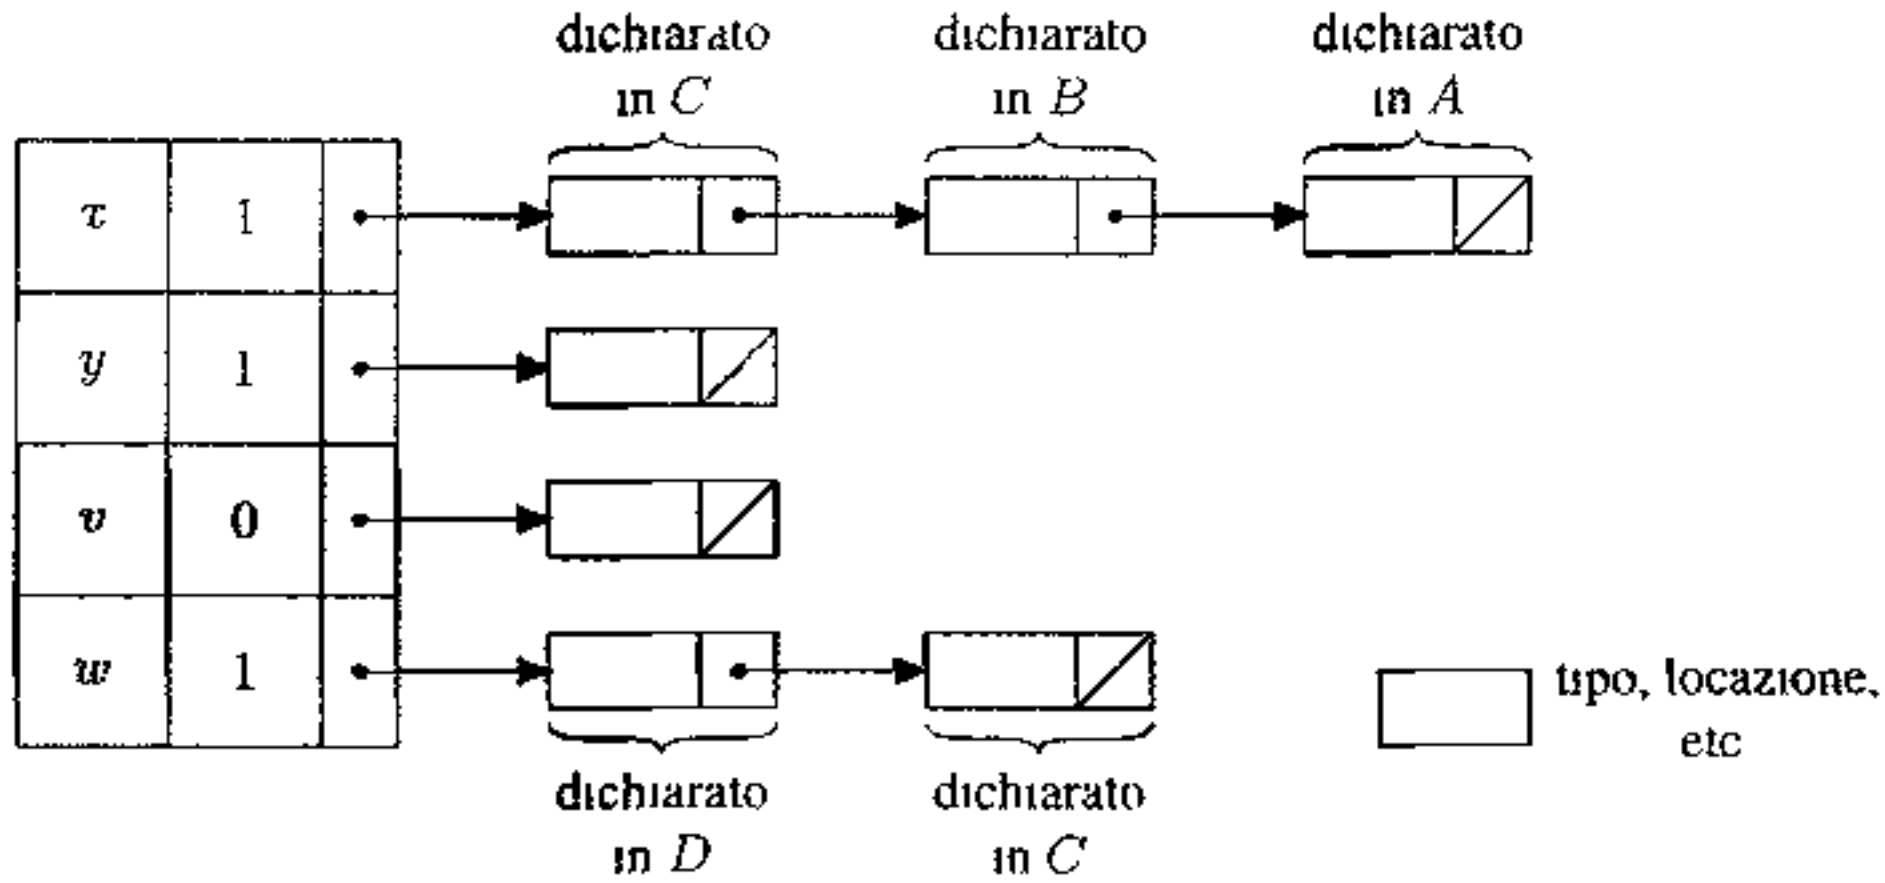 dichiarato dichiarato dichiarato
in C in B in A
x 1
y 1
v 0
w 1
tipo, locazione,
etc
dichiarato dichiarato
in D in C